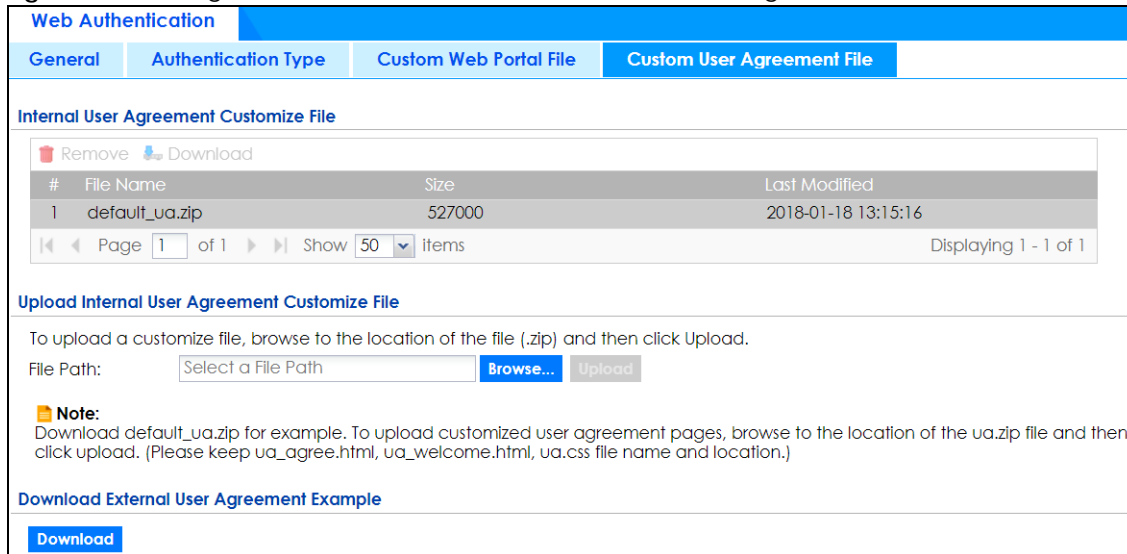 Web Authentication
General Authentication Type Custom Web Portal File Custom User Agreement File
Internal User Agreement Customize File
Remove Download
# File Name Size Last Modified
1 default_ua.zip 527000 2018-01-18 13:15:16
Page 1 of 1 Show 50 items Displaying 1 - 1 of 1
Upload Internal User Agreement Customize File
To upload a customize file, browse to the location of the file (.zip) and then click Upload.
File Path: Select a File Path Browse... Upload
Note:
Download default_ua.zip for example. To upload customized user agreement pages, browse to the location of the ua.zip file and then
click upload. (Please keep ua_agree.html, ua_welcome.html, ua.css file name and location.)
Download External User Agreement Example
Download